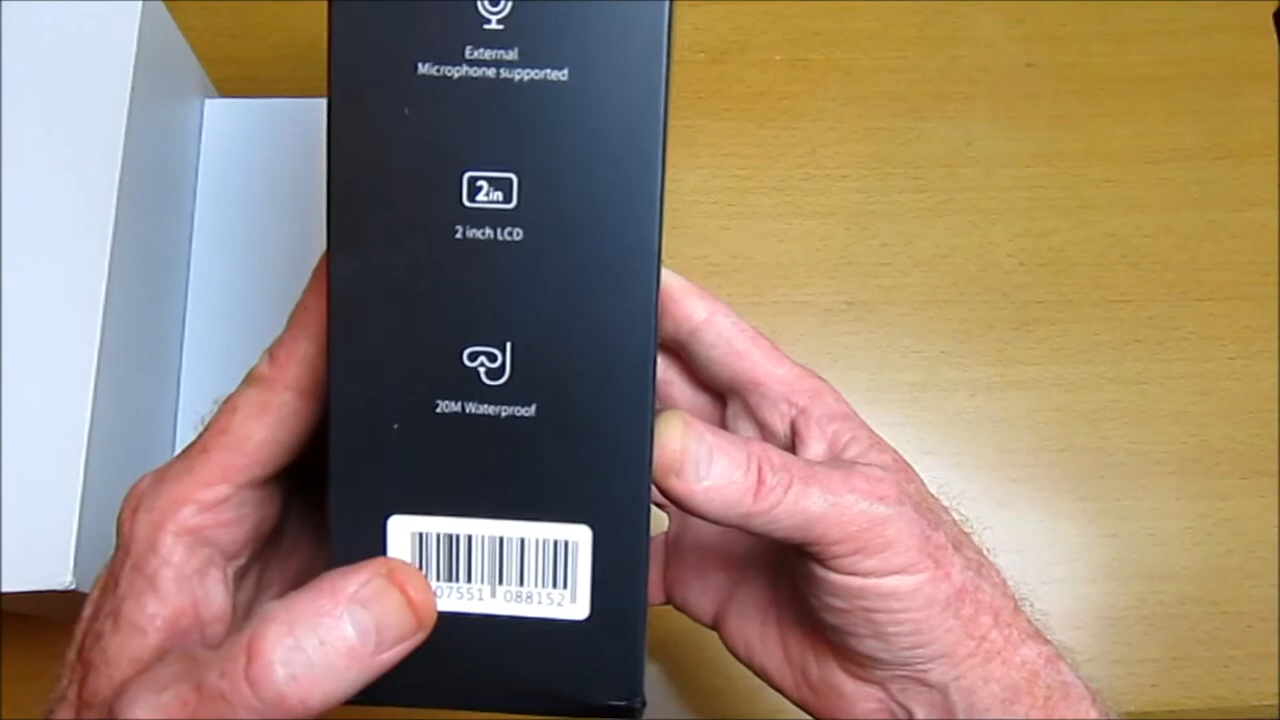 External
Microphone supported
2in
2 inch LCD
20M Waterproof
07551 088152